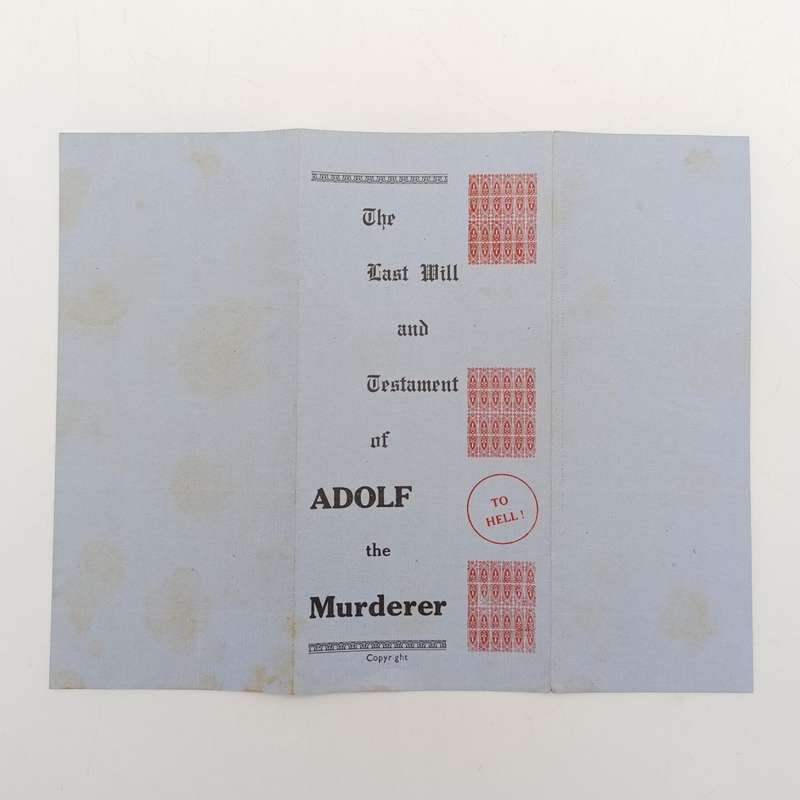 The
Last Will
and
Testament
of
ADOLF
the
Murderer
Copyright
TO
HELL!